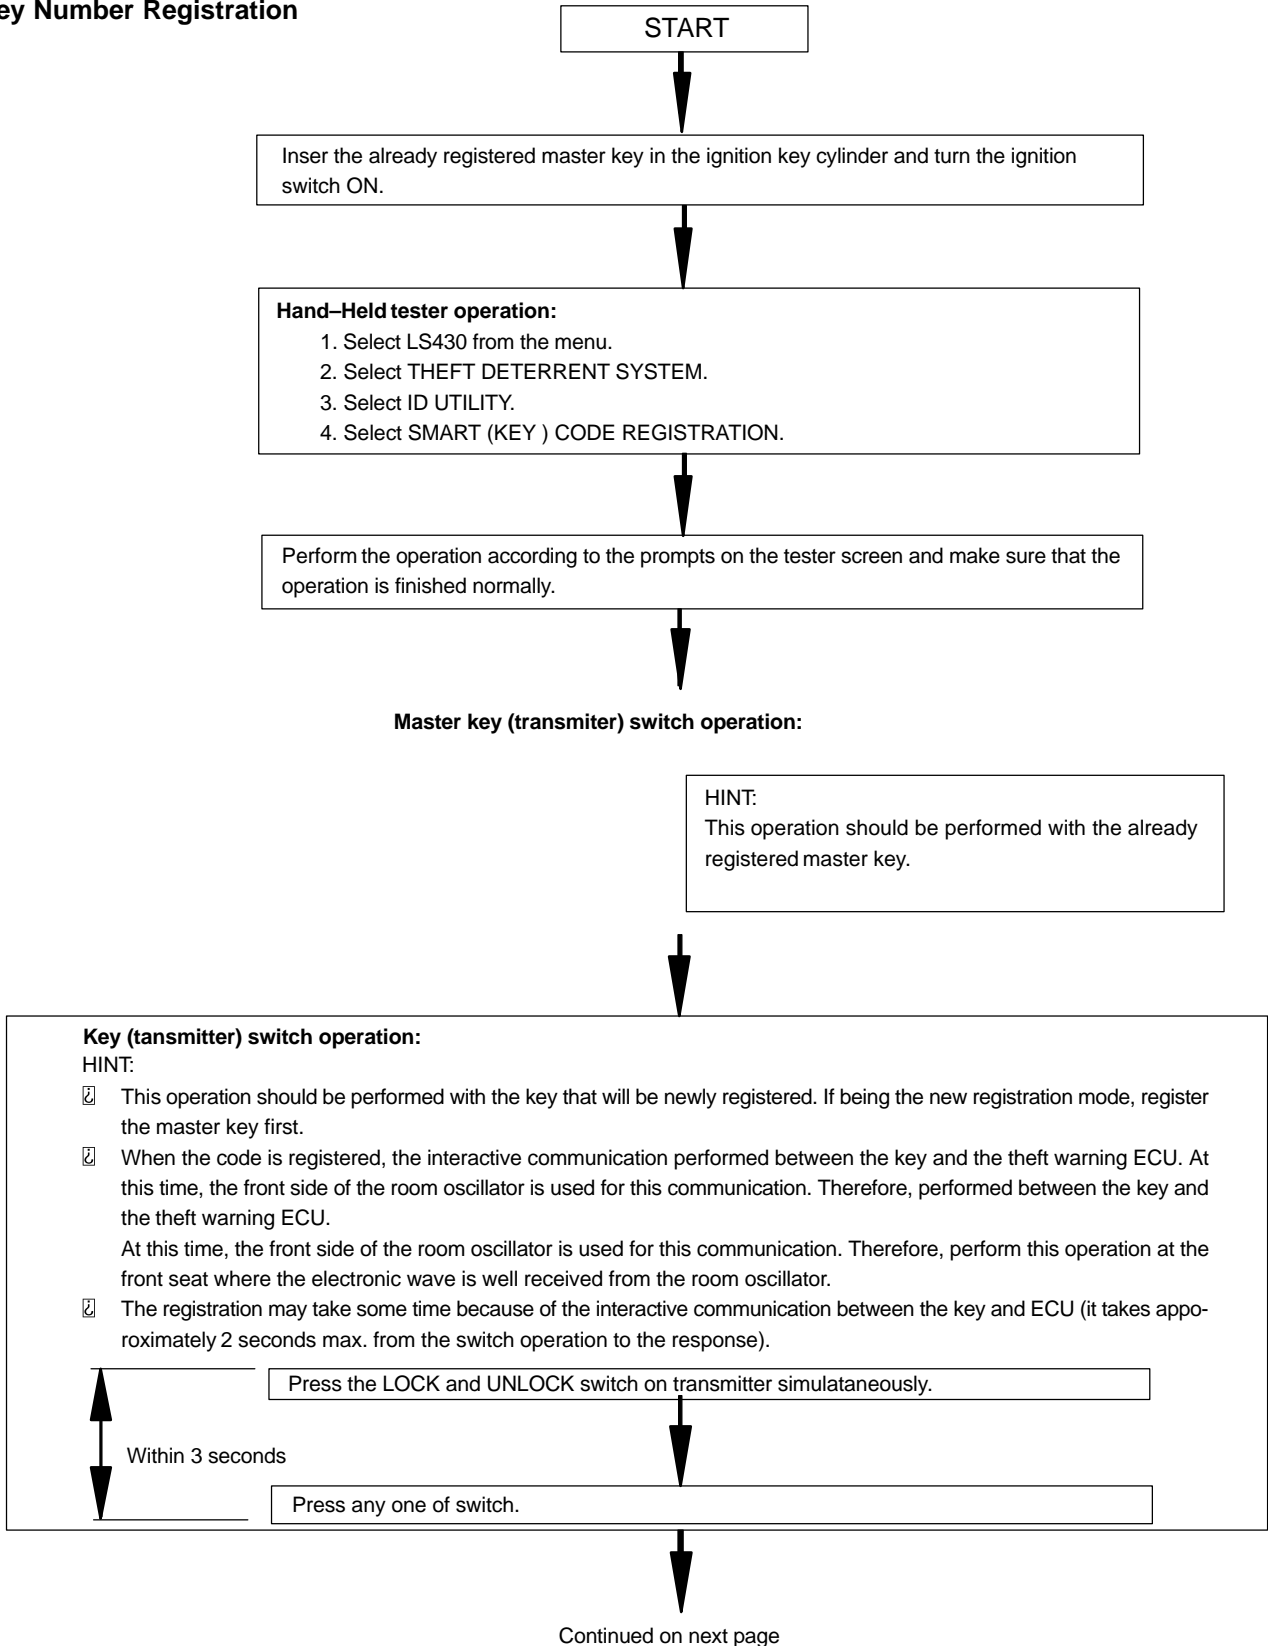 ey Number Registration
START
Inser the already registered master key in the ignition key cylinder and turn the ignition
switch ON.
Hand–Held tester operation:
1. Select LS430 from the menu.
2. Select THEFT DETERRENT SYSTEM.
3. Select ID UTILITY.
4. Select SMART (KEY ) CODE REGISTRATION.
Perform the operation according to the prompts on the tester screen and make sure that the
operation is finished normally.
Master key (transmiter) switch operation:
HINT:
This operation should be performed with the already
registered master key.
Key (tansmitter) switch operation:
HINT:
¿ This operation should be performed with the key that will be newly registered. If being the new registration mode, register
the master key first.
¿ When the code is registered, the interactive communication performed between the key and the theft warning ECU. At
this time, the front side of the room oscillator is used for this communication. Therefore, performed between the key and
the theft warning ECU.
At this time, the front side of the room oscillator is used for this communication. Therefore, perform this operation at the
front seat where the electronic wave is well received from the room oscillator.
¿ The registration may take some time because of the interactive communication between the key and ECU (it takes appo-
roximately 2 seconds max. from the switch operation to the response).
Press the LOCK and UNLOCK switch on transmitter simulataneously.
Within 3 seconds
Press any one of switch.
Continued on next page